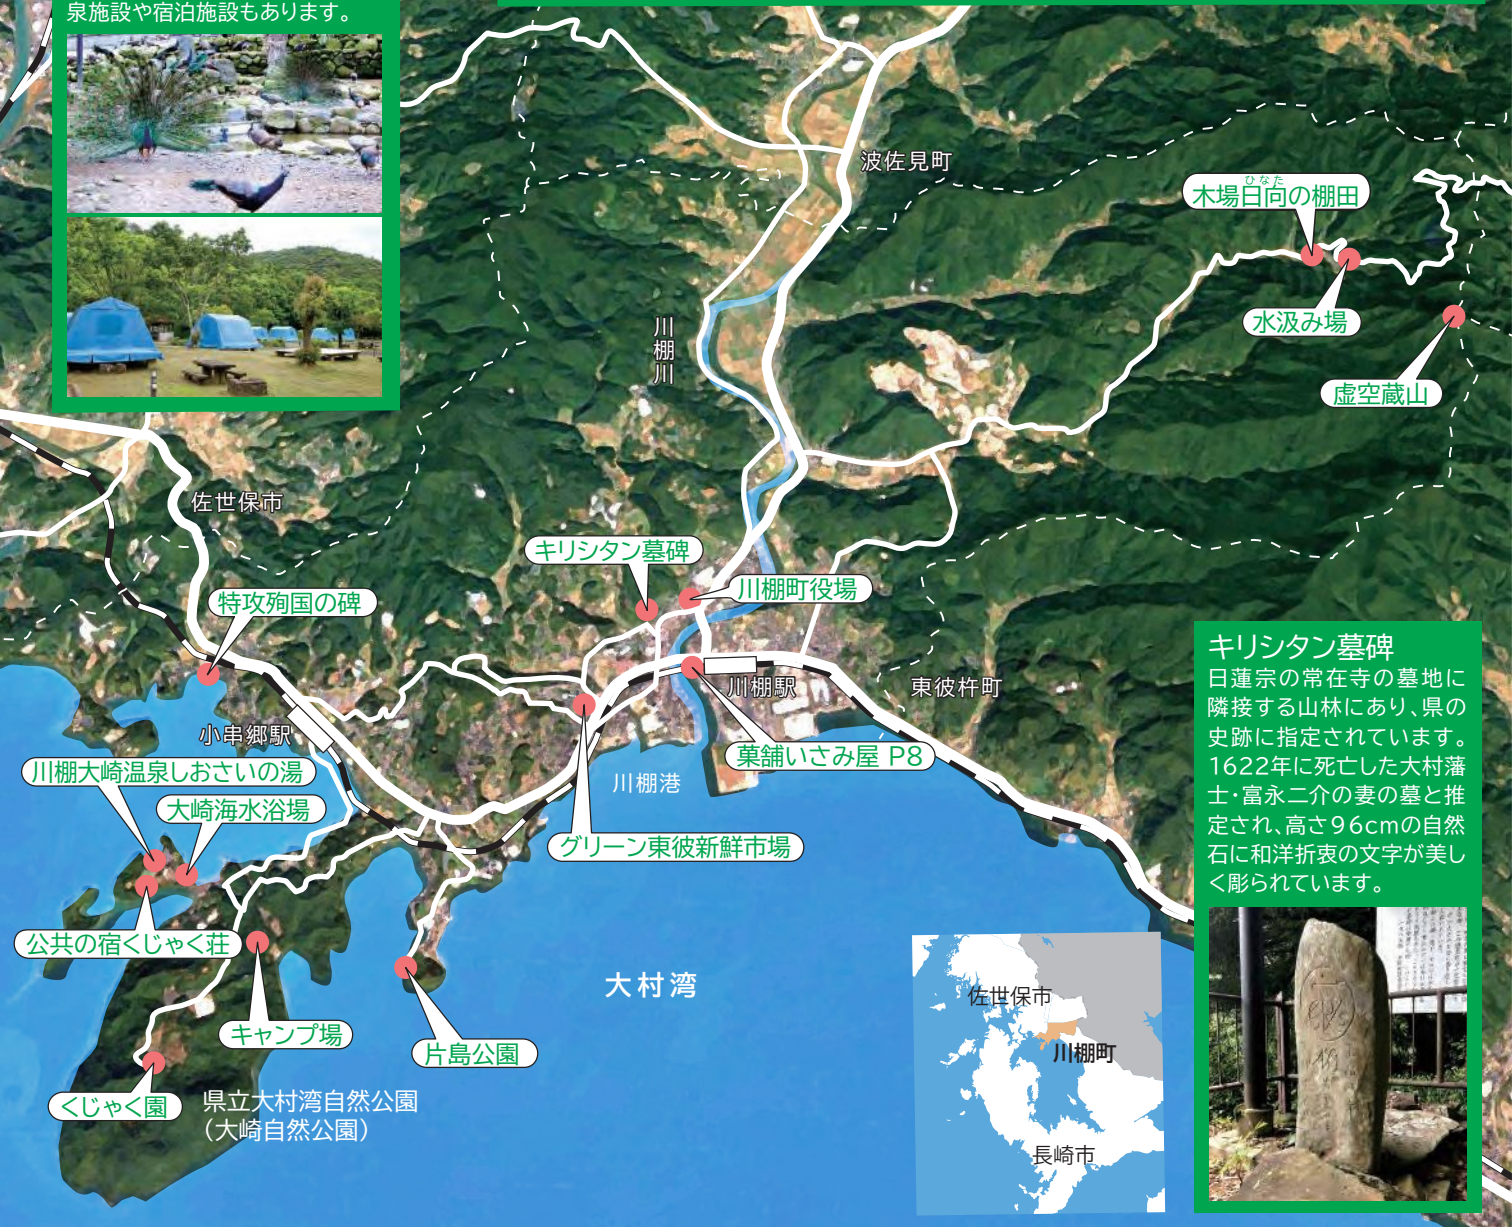 泉施設や宿泊施設もあります。
波佐見町
ひなた
木場日向の棚田
水汲み場
虚空蔵山
川棚川
佐世保市
キリシタン墓碑
川棚町役場
特攻殉国の碑
川棚駅
東彼杵町
小串郷駅
菓舗いさみ屋 P8
川棚港
川棚大崎温泉しおさいの湯
大崎海水浴場
グリーン東彼新鮮市場
公共の宿くじゃく荘
大村湾
キャンプ場
片島公園
くじゃく園
県立大村湾自然公園
（大崎自然公園）
佐世保市
川棚町
長崎市
キリシタン墓碑
日蓮宗の常在寺の墓地に
隣接する山林にあり、県の
史跡に指定されています。
1622年に死亡した大村藩
士・富永二介の妻の墓と推
定され、高さ96cmの自然
石に和洋折衷の文字が美し
く彫られています。